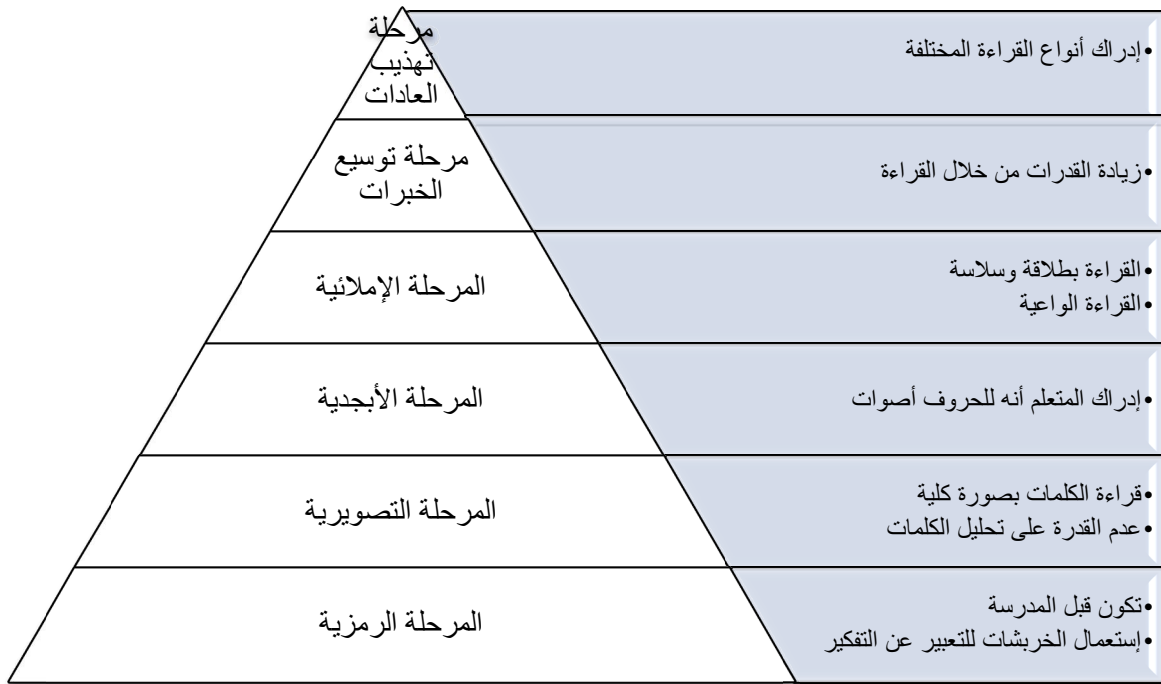 مرحلة
تهذيب
العادات
•إدراك أنواع القراءة المختلفة
مرحلة توسيع
الخبرات
•زيادة القدرات من خلال القراءة
المرحلة الإملائية
•القراءة بطلاقة وسلاسة
•القراءة الواعية
المرحلة الأبجدية
•إدراك المتعلم أنه للحروف أصوات
المرحلة التصويرية
•قراءة الكلمات بصورة كلية
•عدم القدرة على تحليل الكلمات
المرحلة الرمزية
•تكون قبل المدرسة
•إستعمال الخربشات للتعبير عن التفكير